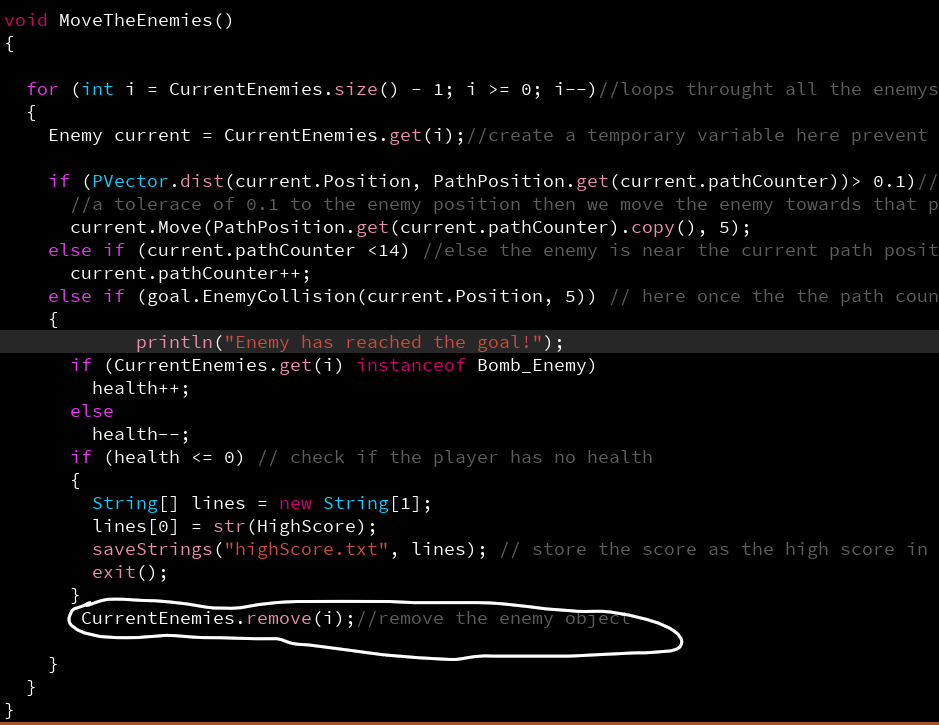 void MoveTheEnemies()
{
for (int i = CurrentEnemies.size() - 1; i >= 0; i--)//loops throught all the enemys
{
Enemy current = CurrentEnemies.get(i);//create a temporary variable here prevent
if (PVector.dist(current.Position, PathPosition.get(current.pathCounter))> 0.1)//
//a tolerace of 0.1 to the enemy position then we move the enemy towards that p
current.Move(PathPosition.get(current.pathCounter).copy(), 5);
else if (current.pathCounter <14) //else the enemy is near the current path posit
current.pathCounter++;
else if (goal.EnemyCollision(current.Position, 5)) // here once the the path coun
{
println("Enemy has reached the goal!");
if (CurrentEnemies.get(i) instanceof Bomb_Enemy)
health++;
else
health--;
if (health <= 0) // check if the player has no health
{
String[] lines = new String[1];
lines[0] = str(HighScore);
saveStrings("highScore.txt", lines); // store the score as the high score in
exit();
}
CurrentEnemies.remove(i);//remove the enemy object
}
}
}